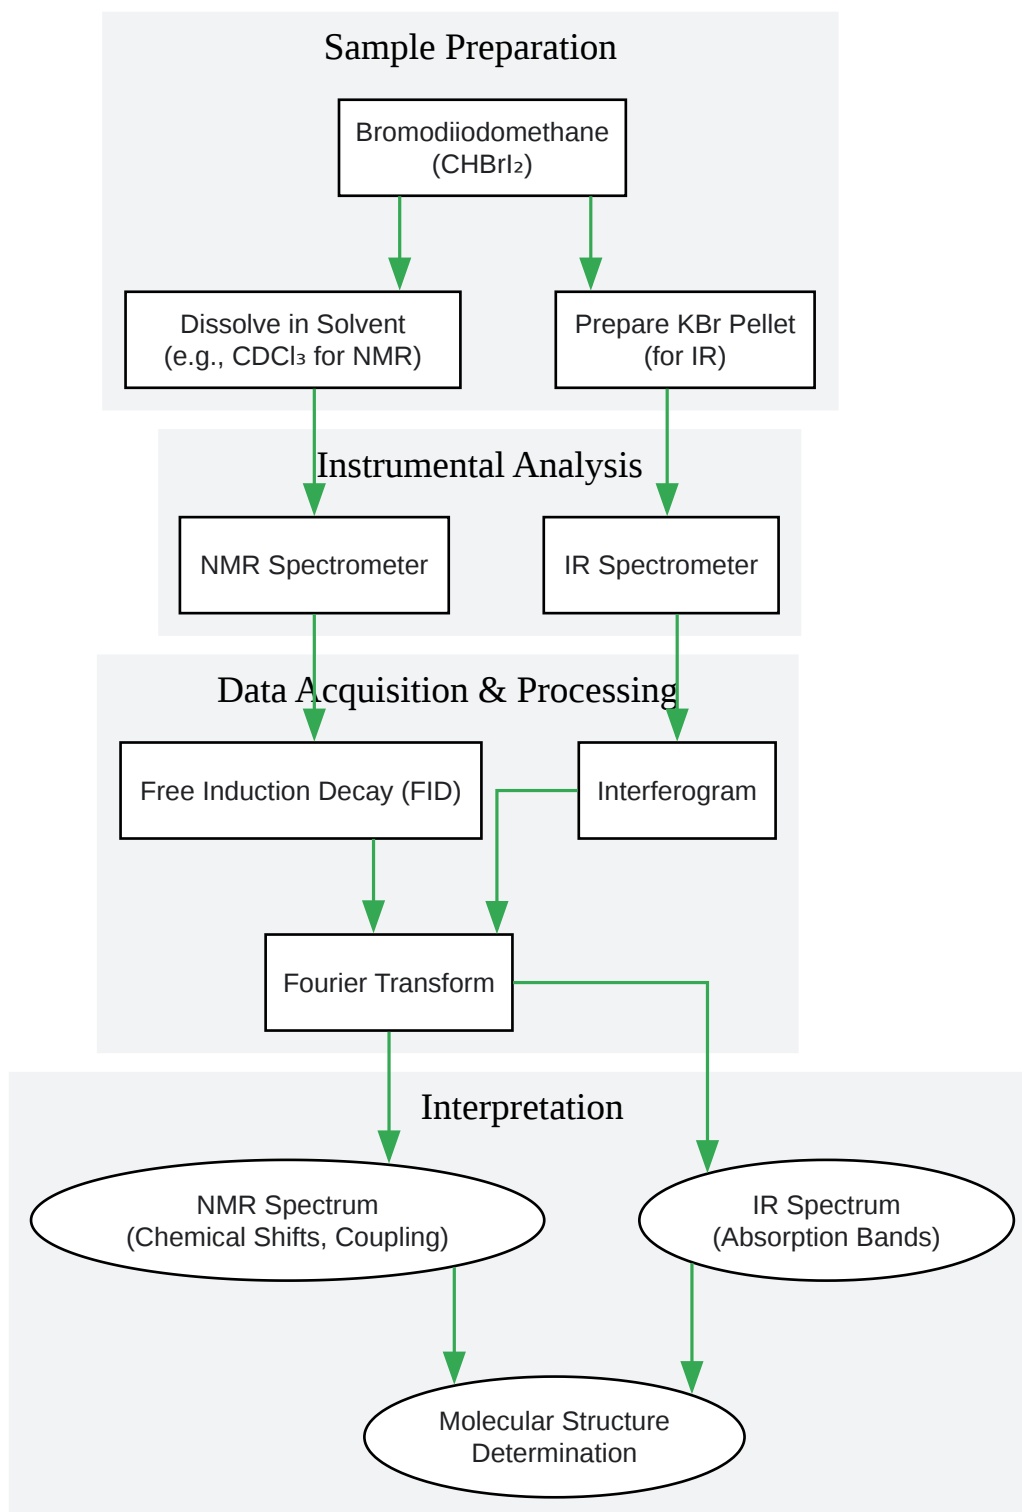 Sample Preparation
Bromodiiodomethane
(CHBrI₂)
Dissolve in Solvent
(e.g., CDCl₃ for NMR)
Prepare KBr Pellet
(for IR)
Instrumental Analysis
NMR Spectrometer
IR Spectrometer
Data Acquisition & Processing
Free Induction Decay (FID)
Interferogram
Fourier Transform
Interpretation
NMR Spectrum
(Chemical Shifts, Coupling)
IR Spectrum
(Absorption Bands)
Molecular Structure
Determination